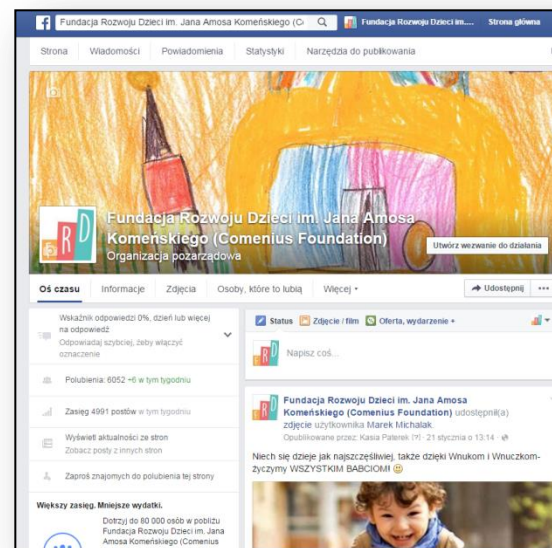 Fundacja Rozwoju Dzieci im. Jana Amosa Komeńskiego (Co
Fundacja Rozwoju Dzieci im....
Strona główna
Strona Wiadomości Powiadomienia Statystyki Narzędzia do publikowania
FRD
Fundacja Rozwoju Dzieci im. Jana Amosa
Komeńskiego (Comenius Foundation)
Organizacja pozarządowa
Utwórz wezwanie do działania
Oś czasu Informacje Zdjęcia Osoby, które to lubią Więcej
Udostępnij
Wskaźnik odpowiedzi 0%, dzień lub więcej
na odpowiedź
Odpowiadaj szybciej, żeby włączyć
oznaczenie
Polubienia: 6052 +6 w tym tygodniu
Zasięg 4991 postów w tym tygodniu
Wyświetl aktualności ze stron
Zobacz posty z innych stron
Zaproś znajomych do polubienia tej strony
Większy zasięg. Mniejsze wydatki.
Dotrzyj do 80 000 osób w pobliżu
Fundacja Rozwoju Dzieci im. Jana
Amosa Komeńskiego (Comenius
Status Zdjęcie / film Oferta, wydarzenie +
Napisz coś...
Fundacja Rozwoju Dzieci im. Jana Amosa
Komeńskiego (Comenius Foundation) udostępnił(a)
zdjęcie użytkownika Marek Michalak.
Opublikowane przez: Kasia Paterek [?] · 21 stycznia o 13:14 ·
Niech się dzieje jak najszczęśliwiej, także dzięki Wnukom i Wnuczkom-
życzymy WSZYSTKIM BABCIOM!